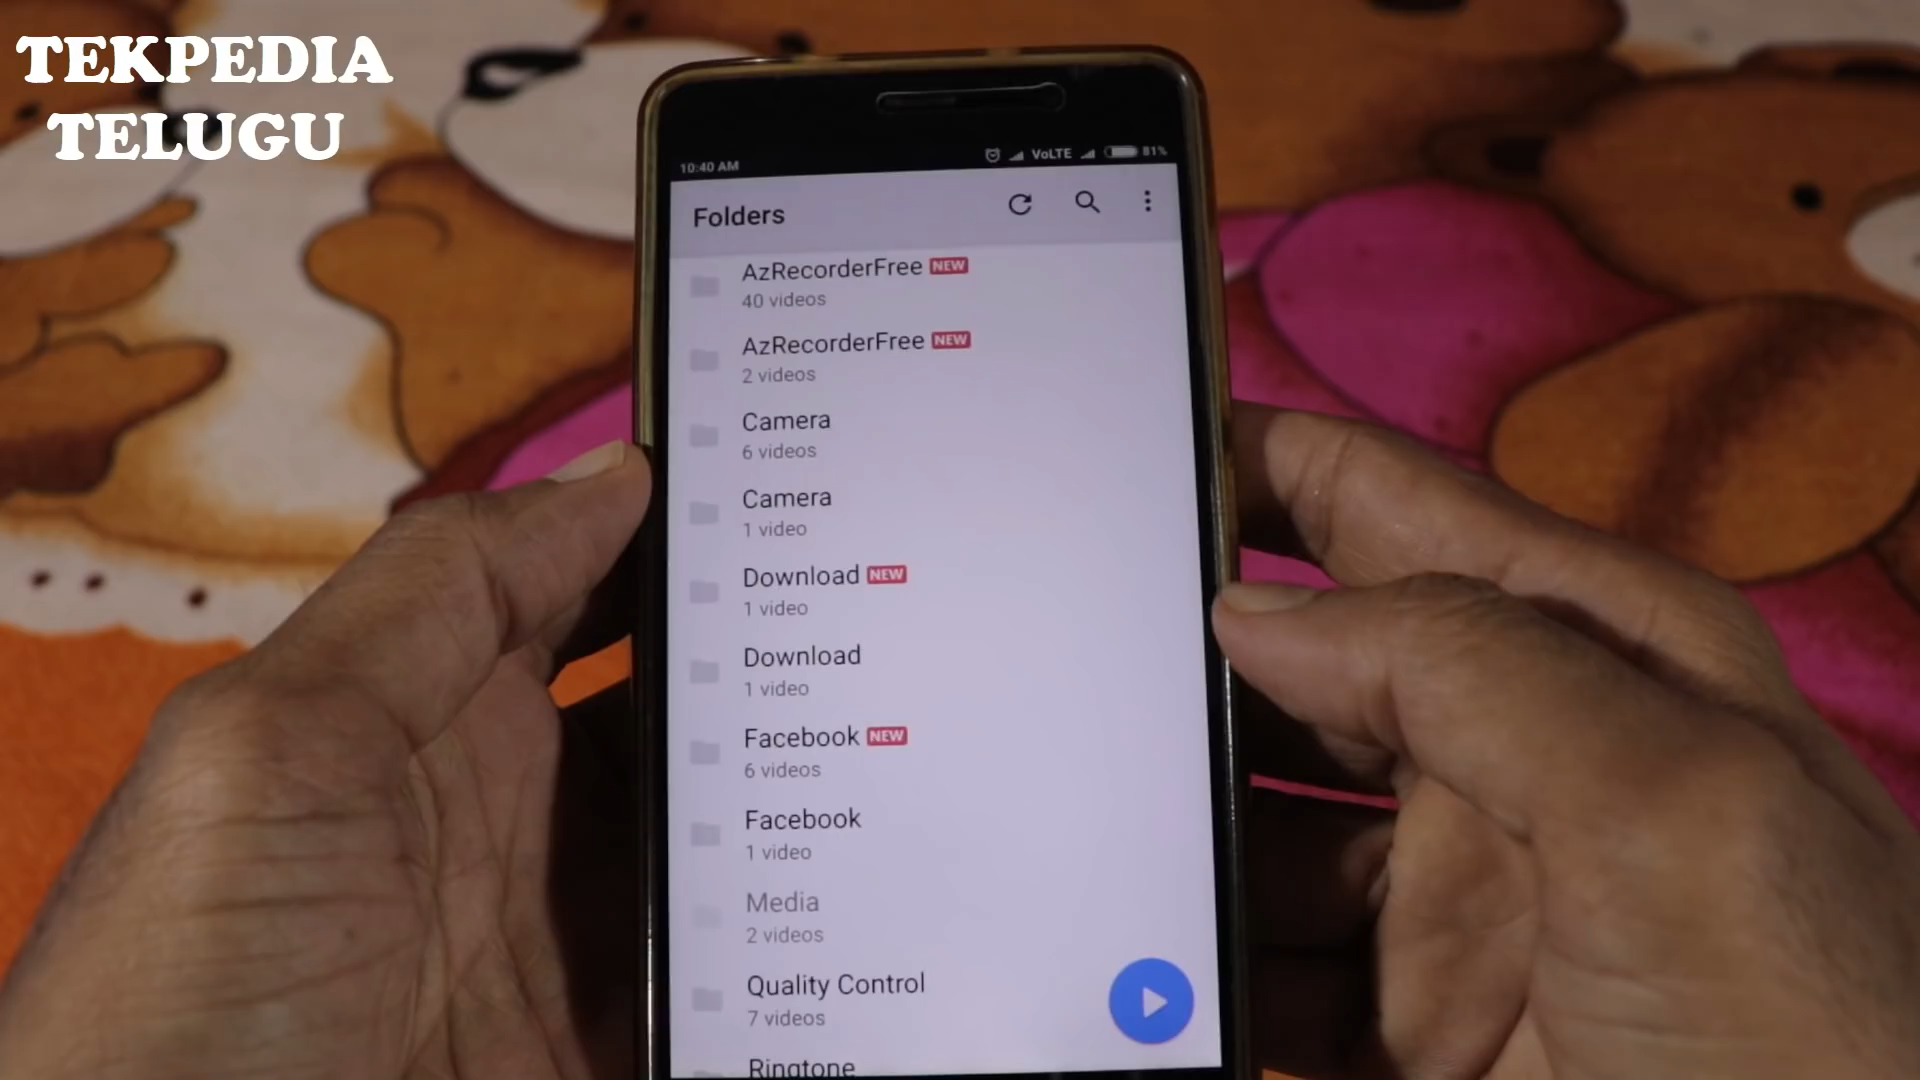 TEKPEDIA
TELUGU
10:40 AM
VoLTE 81%
Folders
AzRecorderFree NEW
40 videos
AzRecorderFree NEW
2 videos
Camera
6 videos
Camera
1 video
Download NEW
1 video
Download
1 video
Facebook NEW
6 videos
Facebook
1 video
Media
2 videos
Quality Control
7 videos
Ringtone